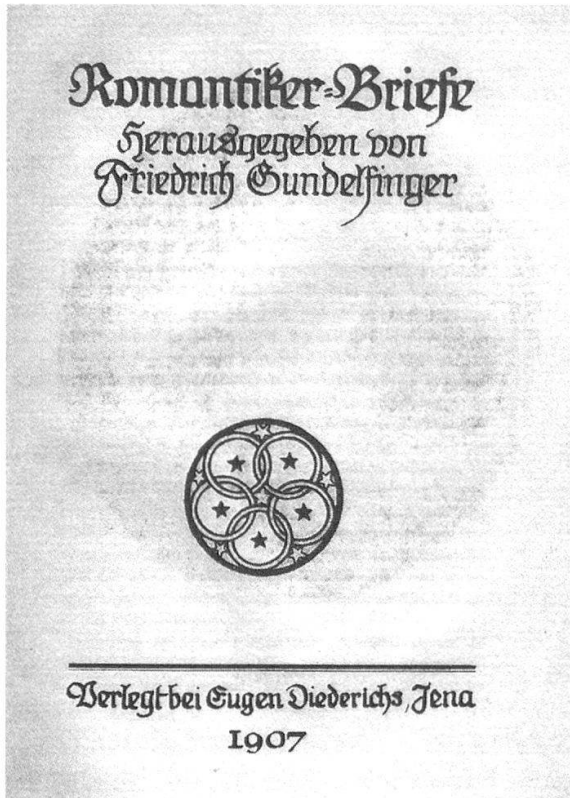 Romantiker-Briefe
Herausgegeben von
Friedrich Gundelfinger
Verlegt bei Eugen Diederichs, Jena
1907